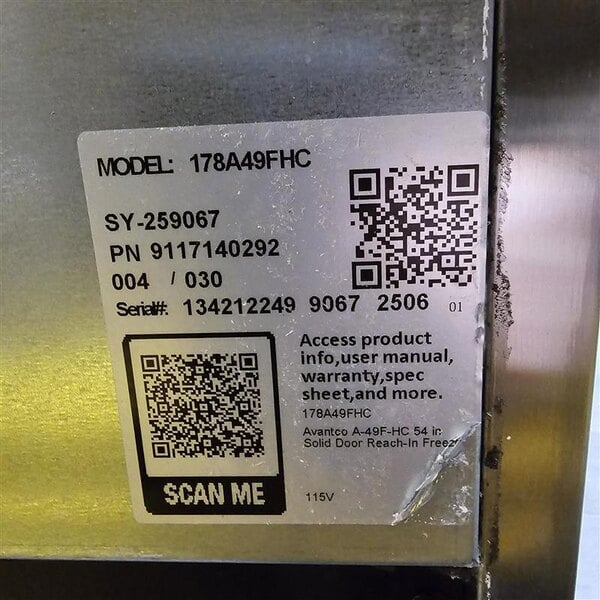 MODEL: 178A49FHC
SY-259067
PN 9117140292
004 / 030
Serial#: 134212249 9067 2506 01
Access product
info,user manual,
warranty,spec
sheet,and more.
178A49FHC
Avantco A-49F-HC 54 in
Solid Door Reach-In
SCAN ME
115V